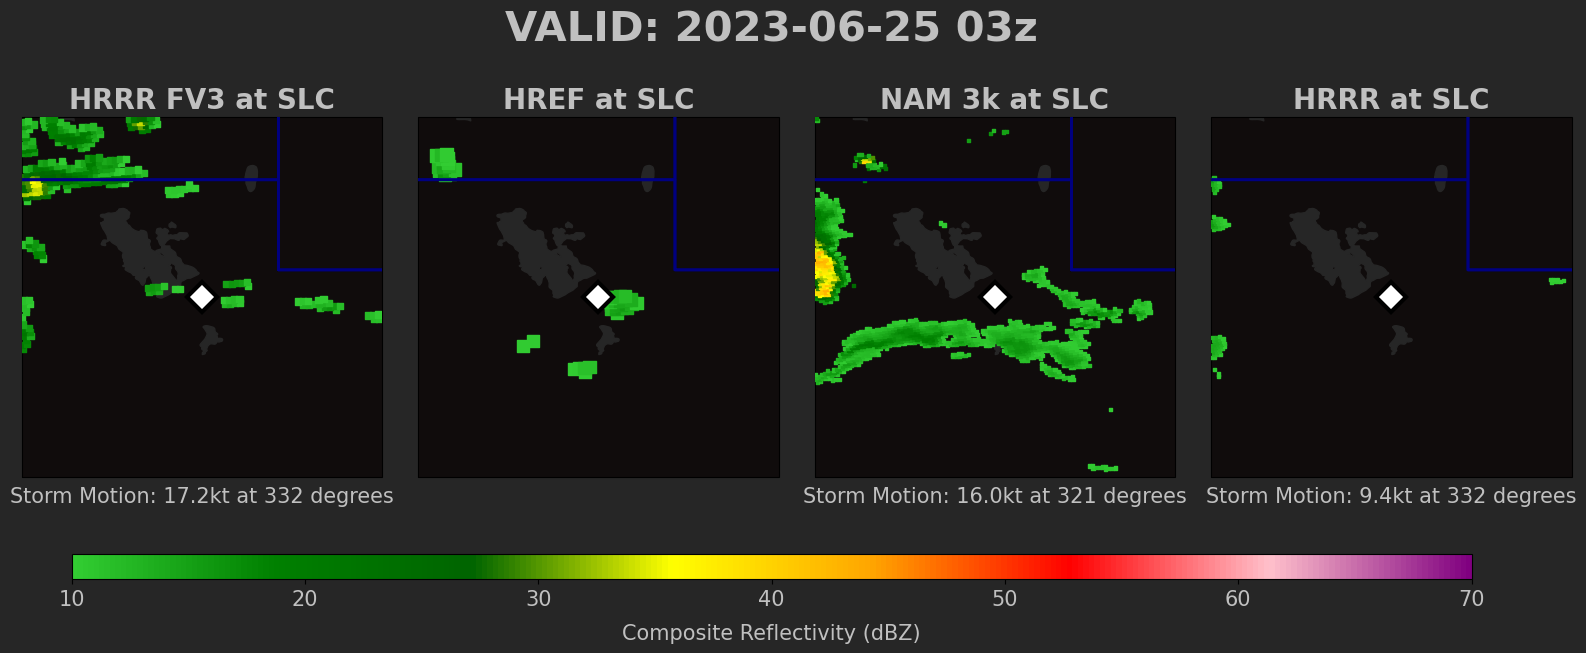 VALID: 2023-06-25 03z
HRRR FV3 at SLC
HREF at SLC
NAM 3k at SLC
HRRR at SLC
Storm Motion: 17.2kt at 332 degrees
Storm Motion: 16.0kt at 321 degrees
Storm Motion: 9.4kt at 332 degrees
10 20 30 40 50 60 70
Composite Reflectivity (dBZ)